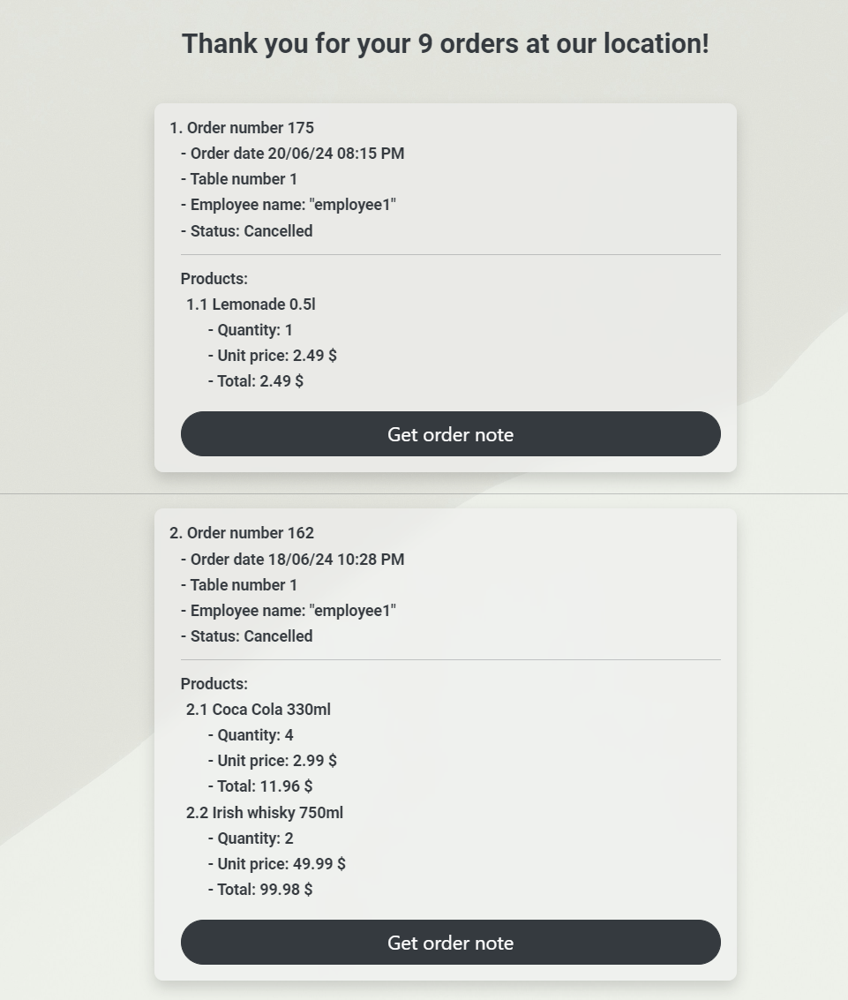 Thank you for your 9 orders at our location!
1. Order number 175
- Order date 20/06/24 08:15 PM
- Table number 1
- Employee name: "employee1"
- Status: Cancelled
Products:
1.1 Lemonade 0.5l
- Quantity: 1
- Unit price: 2.49 $
- Total: 2.49 $
Get order note
2. Order number 162
- Order date 18/06/24 10:28 PM
- Table number 1
- Employee name: "employee1"
- Status: Cancelled
Products:
2.1 Coca Cola 330ml
- Quantity: 4
- Unit price: 2.99 $
- Total: 11.96 $
2.2 Irish whisky 750ml
- Quantity: 2
- Unit price: 49.99 $
- Total: 99.98 $
Get order note